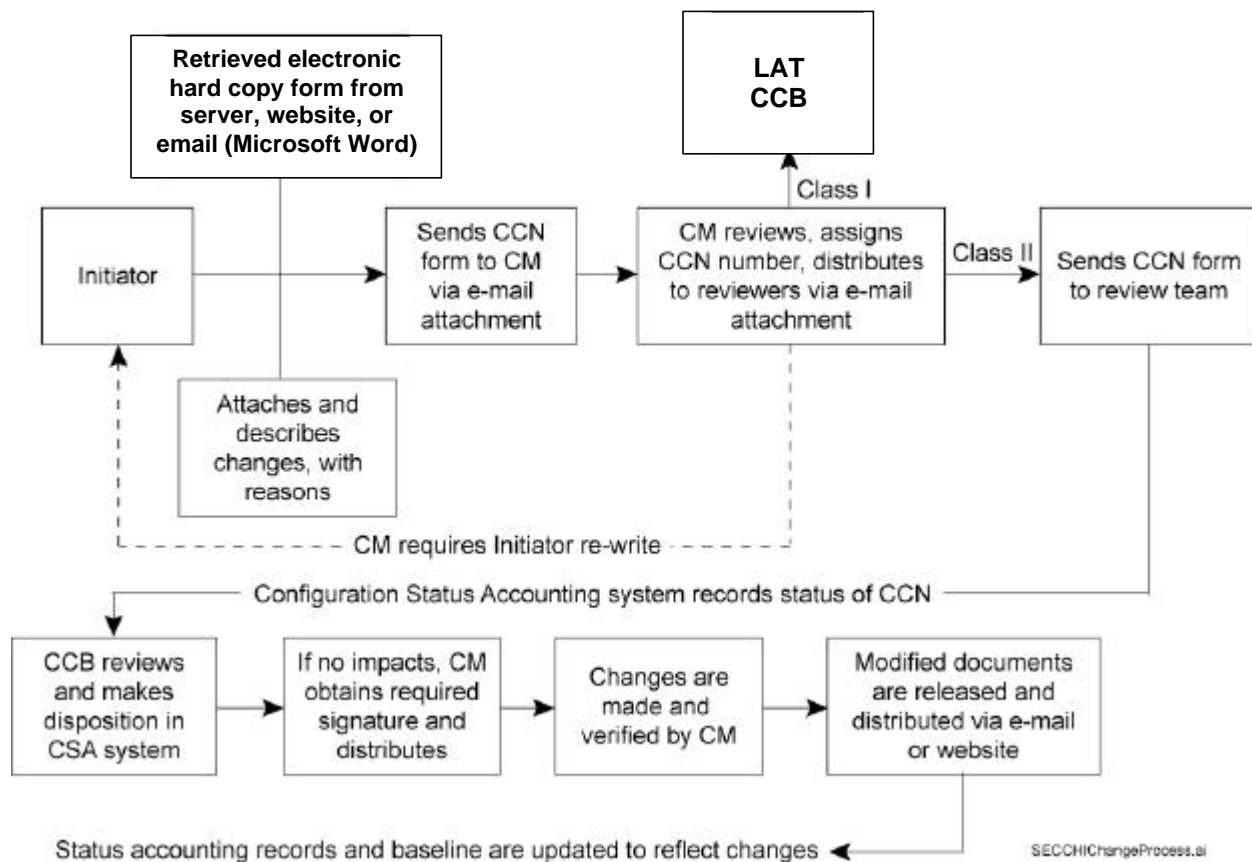 Retrieved electronic
hard copy form from
server, website, or
email (Microsoft Word)
LAT
CCB
Class I
Initiator
Sends CCN
form to CM
via e-mail
attachment
CM reviews, assigns
CCN number, distributes
to reviewers via e-mail
attachment
Class II
Sends CCN form
to review team
Attaches and
describes
changes, with
reasons
CM requires Initiator re-write
Configuration Status Accounting system records status of CCN
CCB reviews
and makes
disposition in
CSA system
If no impacts, CM
obtains required
signature and
distributes
Changes are
made and
verified by CM
Modified documents
are released and
distributed via e-mail
or website
Status accounting records and baseline are updated to reflect changes
SECCHIChangeProcess.ai